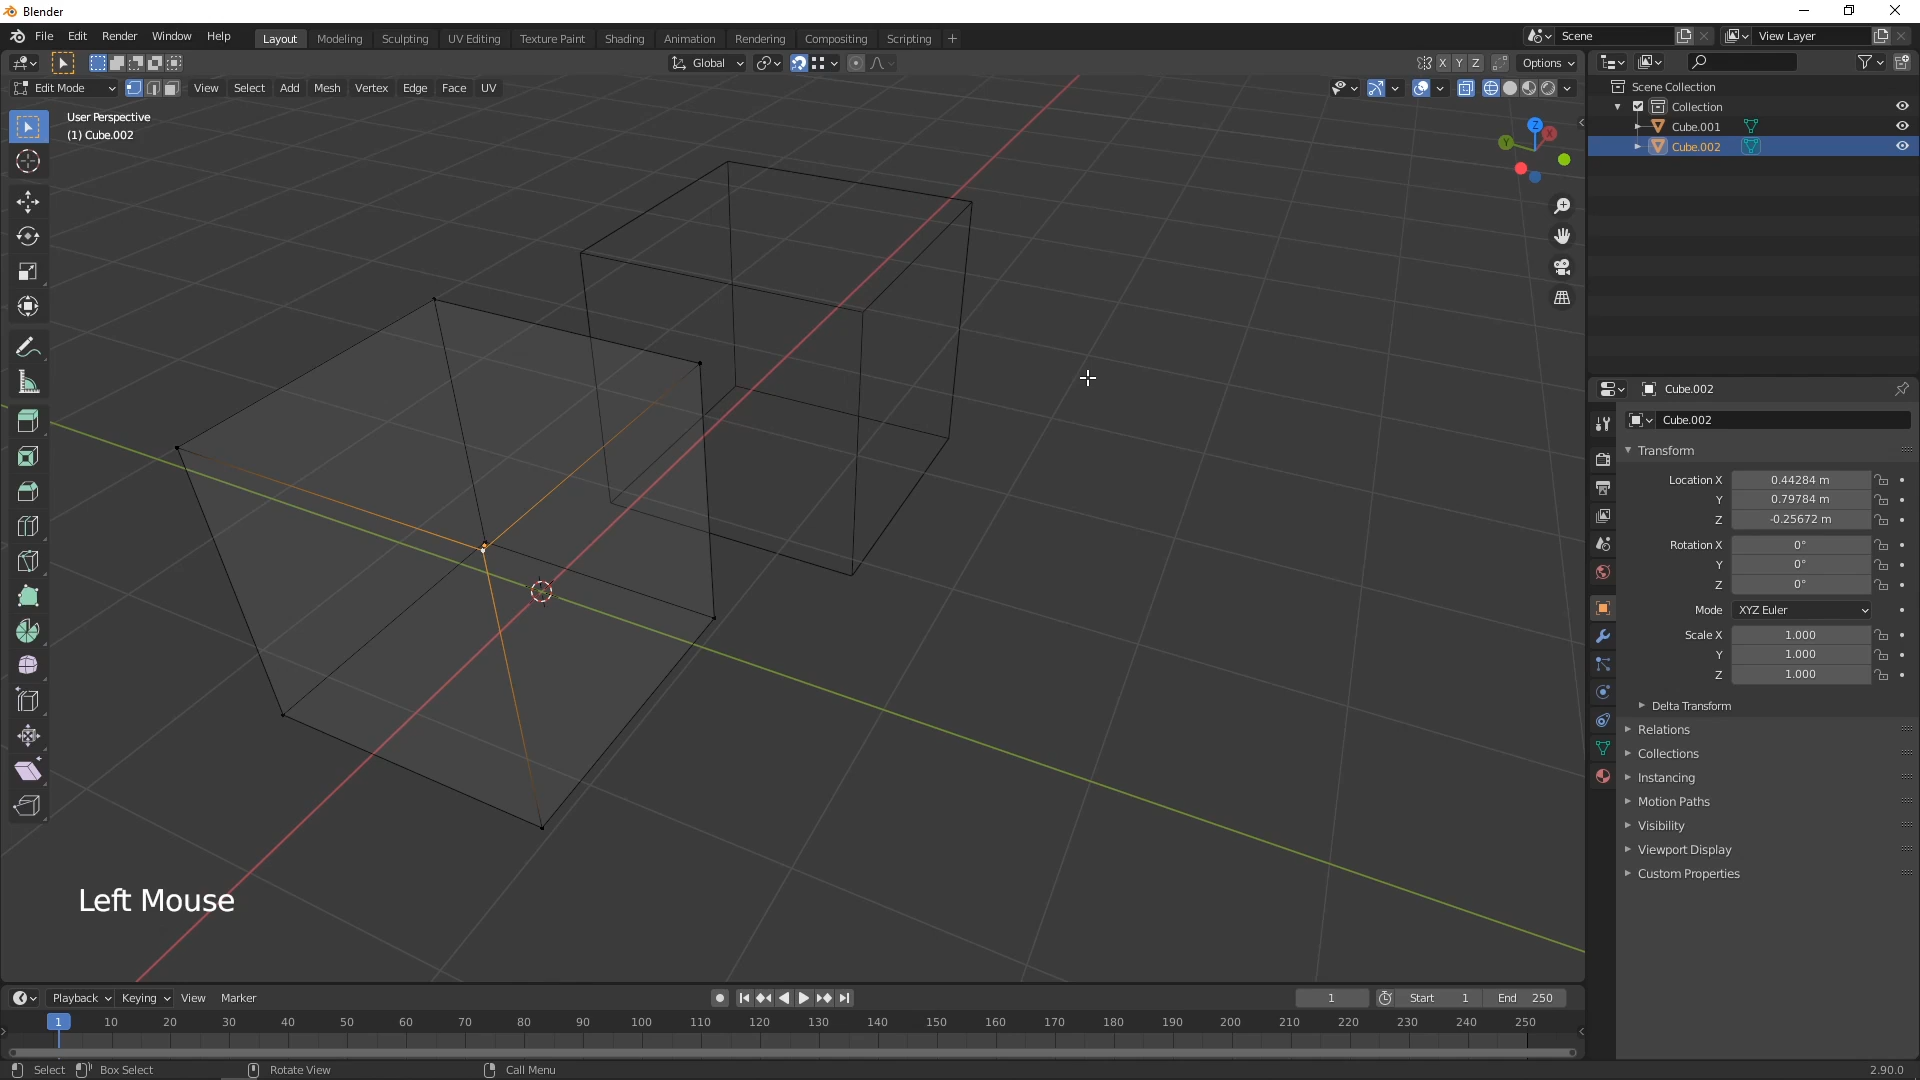 Blender
File Edit Render Window Help
Layout Modeling Sculpting UV Editing Texture Paint Shading Animation Rendering Compositing Scripting +
Scene
View Layer
Global
X Y Z Options
Edit Mode View Select Add Mesh Vertex Edge Face UV
User Perspective
(1) Cube.002
Z
X
Y
Left Mouse
Scene Collection
Collection
Cube.001
Cube.002
Cube.002
Cube.002
Transform
Location X 0.44284 m
Y 0.79784 m
Z -0.25672 m
Rotation X 0°
Y 0°
Z 0°
Mode XYZ Euler
Scale X 1.000
Y 1.000
Z 1.000
Delta Transform
Relations
Collections
Instancing
Motion Paths
Visibility
Viewport Display
Custom Properties
Playback Keying View Marker
1 Start 1 End 250
1 10 20 30 40 50 60 70 80 90 100 110 120 130 140 150 160 170 180 190 200 210 220 230 240 250
Select Box Select Rotate View Call Menu 2.90.0